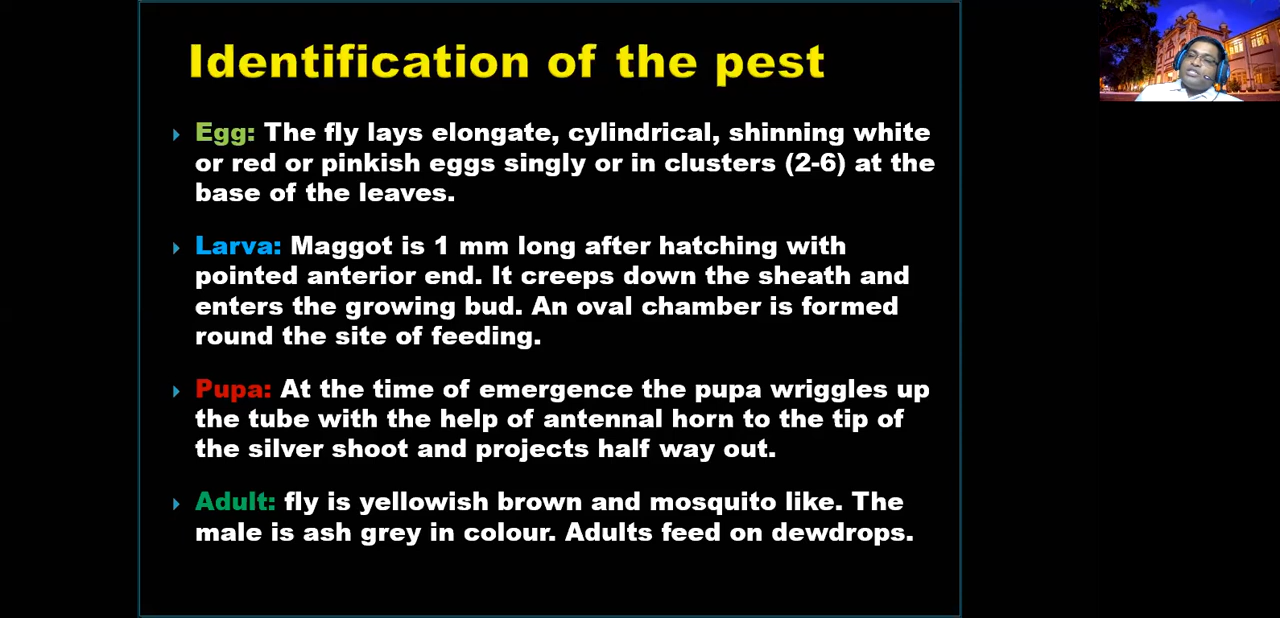 Identification of the pest
Egg: The fly lays elongate, cylindrical, shinning white
or red or pinkish eggs singly or in clusters (2-6) at the
base of the leaves.
Larva: Maggot is 1 mm long after hatching with
pointed anterior end. It creeps down the sheath and
enters the growing bud. An oval chamber is formed
round the site of feeding.
Pupa: At the time of emergence the pupa wriggles up
the tube with the help of antennal horn to the tip of
the silver shoot and projects half way out.
Adult: fly is yellowish brown and mosquito like. The
male is ash grey in colour. Adults feed on dewdrops.